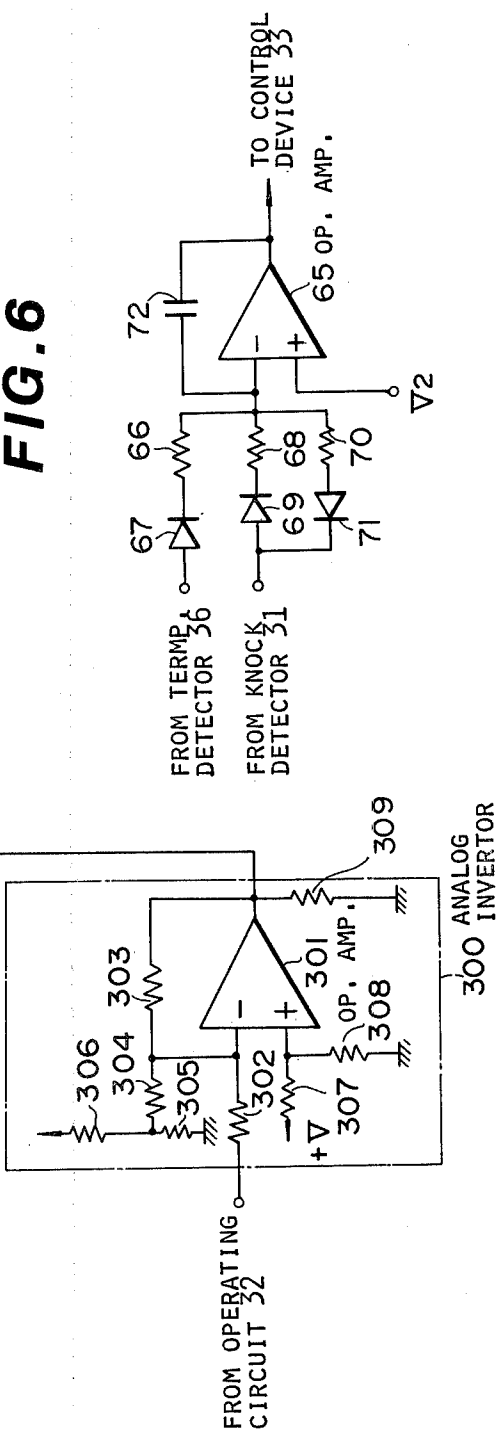 FIG.6
72
66
67
68
69
70
71
65 OP. AMP.
TO CONTROL
DEVICE 33
V2
FROM TERMP.
DETECTOR 36
FROM KNOCK
DETECTOR 31
306
304
305
303
302
301
OP. AMP.
307
308
309
+V
300 ANALOG
INVERTOR
FROM OPERATING
CIRCUIT 32